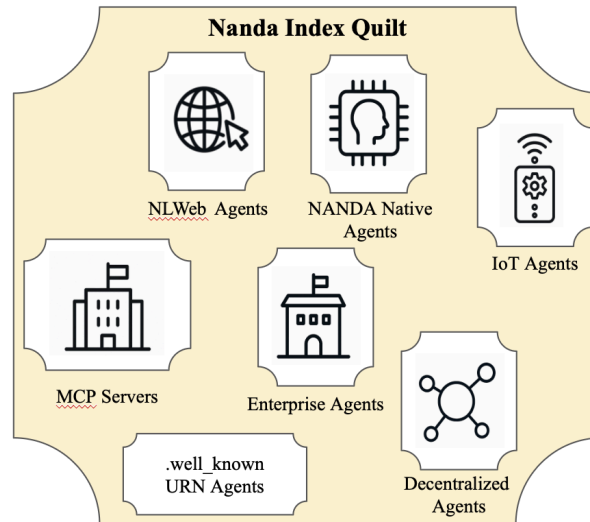 Nanda Index Quilt
NLWeb Agents
NANDA Native
Agents
IoT Agents
MCP Servers
Enterprise Agents
.well_known
URN Agents
Decentralized
Agents